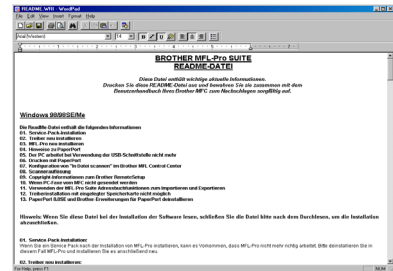 README.WRI - WordPad
File Edit View Insert Format Help
Arial (Western) 14
BROTHER MFL-Pro SUITE
README-DATEI
Diese Datei enthält wichtige aktuelle Informationen.
Drucken Sie diese README-Datei aus und bewahren Sie sie zusammen mit dem
Benutzerhandbuch Ihres Brother MFC zum Nachschlagen sorgfältig auf.
Windows 98/98SE/Me
Die ReadMe-Datei enthält die folgenden Informationen
01. Service-Pack-Installation
02. Treiber neu installieren
03. MFL-Pro neu installieren
04. Hinweise zu PaperPort
05. Der PC arbeitet bei Verwendung der USB-Schnittstelle nicht mehr
06. Drucken mit PaperPort
07. Konfiguration von "In Datei scannen" im Brother MFL Control Center
08. Scannerauflösung
09. Copyright-Informationen zum Brother RemoteSetup
10. Wenn PC-Faxe vom MFC nicht gesendet werden
11. Verwenden der MFL-Pro Suite Adressbuchfunktionen zum Importieren und Exportieren
12. Treiberinstallation mit eingelegter Speicherkarte nicht möglich
13. PaperPort 8.0SE und Brother Erweiterungen für PaperPort deinstallieren
Hinweis: Wenn Sie diese Datei bei der Installation der Software lesen, schließen Sie die Datei bitte nach dem Durchlesen, um die Installation
abzuschließen.
01. Service-Pack-Installation:
Wenn Sie ein Service Pack nach der Installation von MFL-Pro installieren, kann es vorkommen, dass MFL-Pro nicht mehr richtig arbeitet. Bitte deinstallieren Sie in
diesem Fall MFL-Pro und installieren Sie es anschließend neu.
02. Treiber neu installieren:
For Help, press F1
NUM